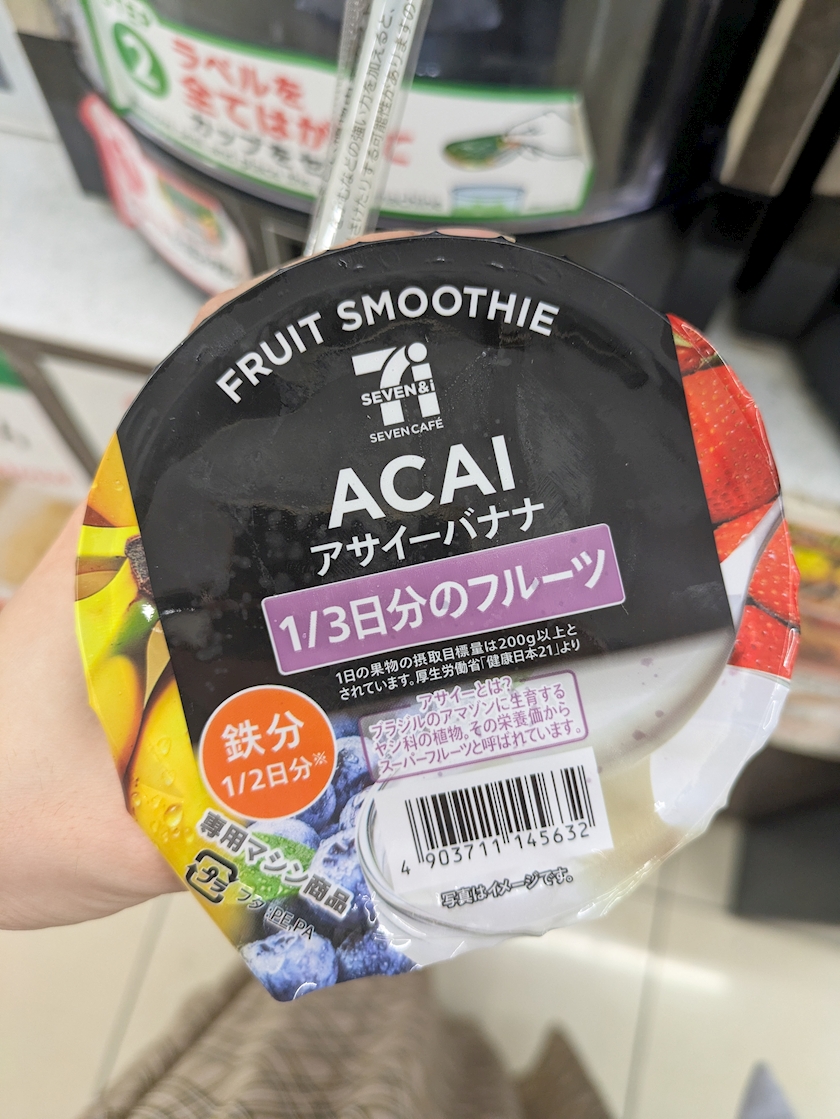 2
ラベルを
全てはが
カップをセ
FRUIT SMOOTHIE
SEVEN&i
SEVEN CAFÉ
ACAI
アサイーバナナ
1/3日分のフルーツ
1日の果物の摂取目標量は200g以上と
されています。厚生労働省「健康日本21」より
アサイーとは?
ブラジルのアマゾンに生育する
ヤシ科の植物。その栄養価から
スーパーフルーツと呼ばれています。
鉄分
1/2日分※
4 903711 145632
専用マシン商品
プラ
フタ:PE,PA
写真はイメージです。